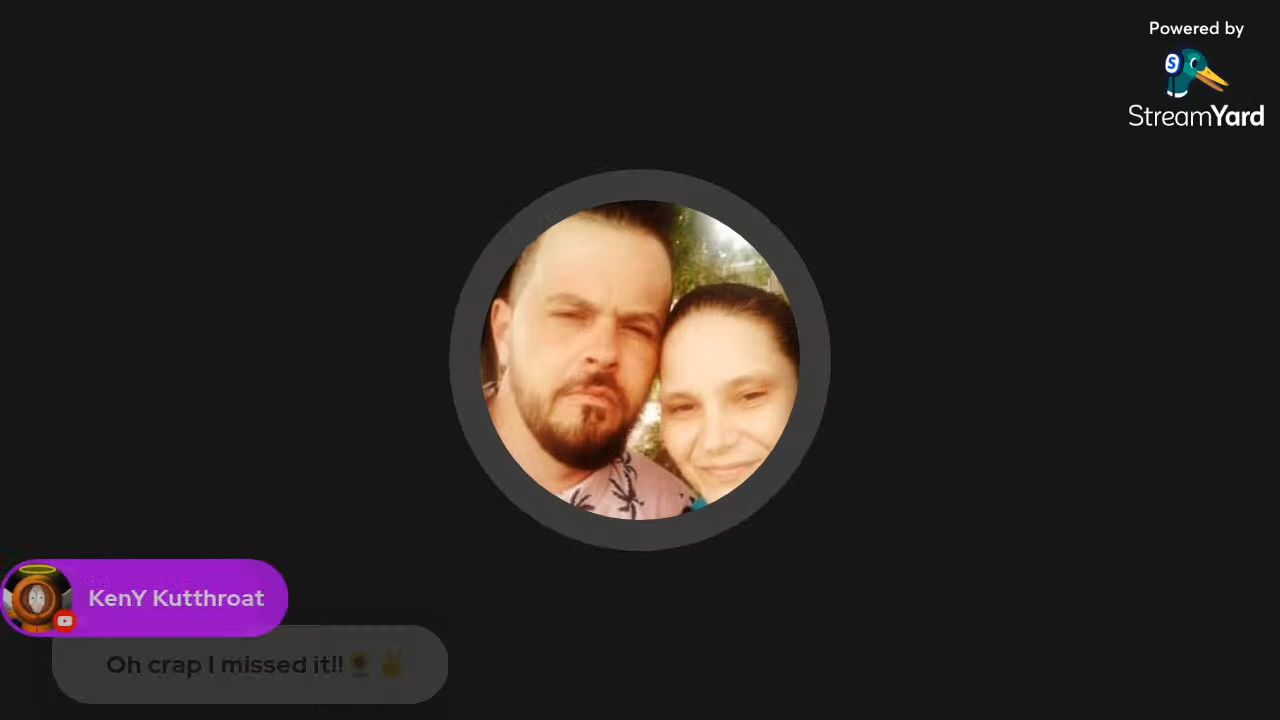 Powered by
S
StreamYard
KenY Kutthroat
Oh crap I missed it!!🌻✌